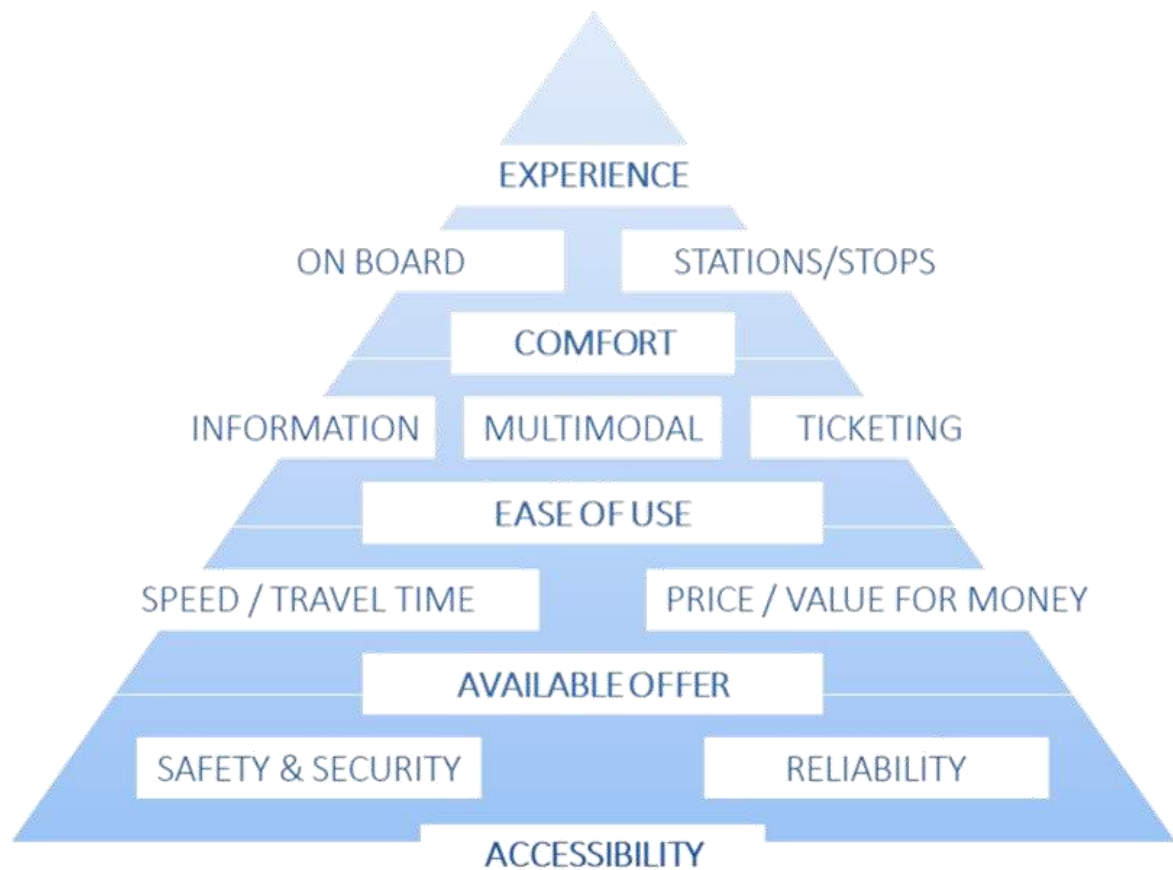 EXPERIENCE
ON BOARD
STATIONS/STOPS
COMFORT
INFORMATION
MULTIMODAL
TICKETING
EASE OF USE
SPEED / TRAVEL TIME
PRICE / VALUE FOR MONEY
AVAILABLE OFFER
SAFETY & SECURITY
RELIABILITY
ACCESSIBILITY